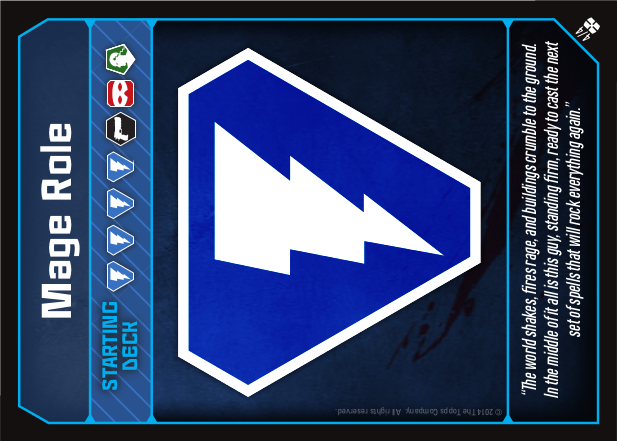 Mage Role
STARTING
DECK
© 2014 The Topps Company. All rights reserved.
"The world shakes, fires rage, and buildings crumble to the ground.
In the middle of it all is this guy, standing firm, ready to cast the next
set of spells that will rock everything again."
4/4